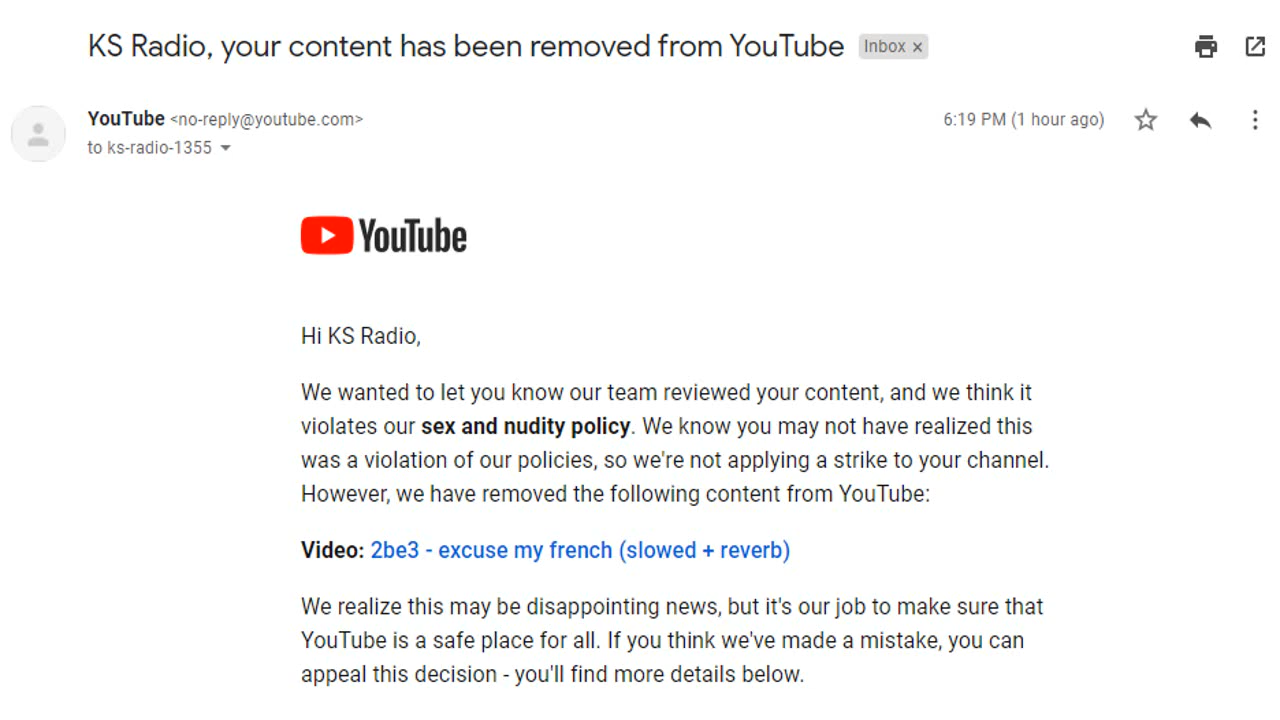 KS Radio, your content has been removed from YouTube Inbox ×
YouTube <no-reply@youtube.com> 6:19 PM (1 hour ago)
to ks-radio-1355
YouTube
Hi KS Radio,
We wanted to let you know our team reviewed your content, and we think it
violates our sex and nudity policy. We know you may not have realized this
was a violation of our policies, so we're not applying a strike to your channel.
However, we have removed the following content from YouTube:
Video: 2be3 - excuse my french (slowed + reverb)
We realize this may be disappointing news, but it's our job to make sure that
YouTube is a safe place for all. If you think we've made a mistake, you can
appeal this decision - you'll find more details below.